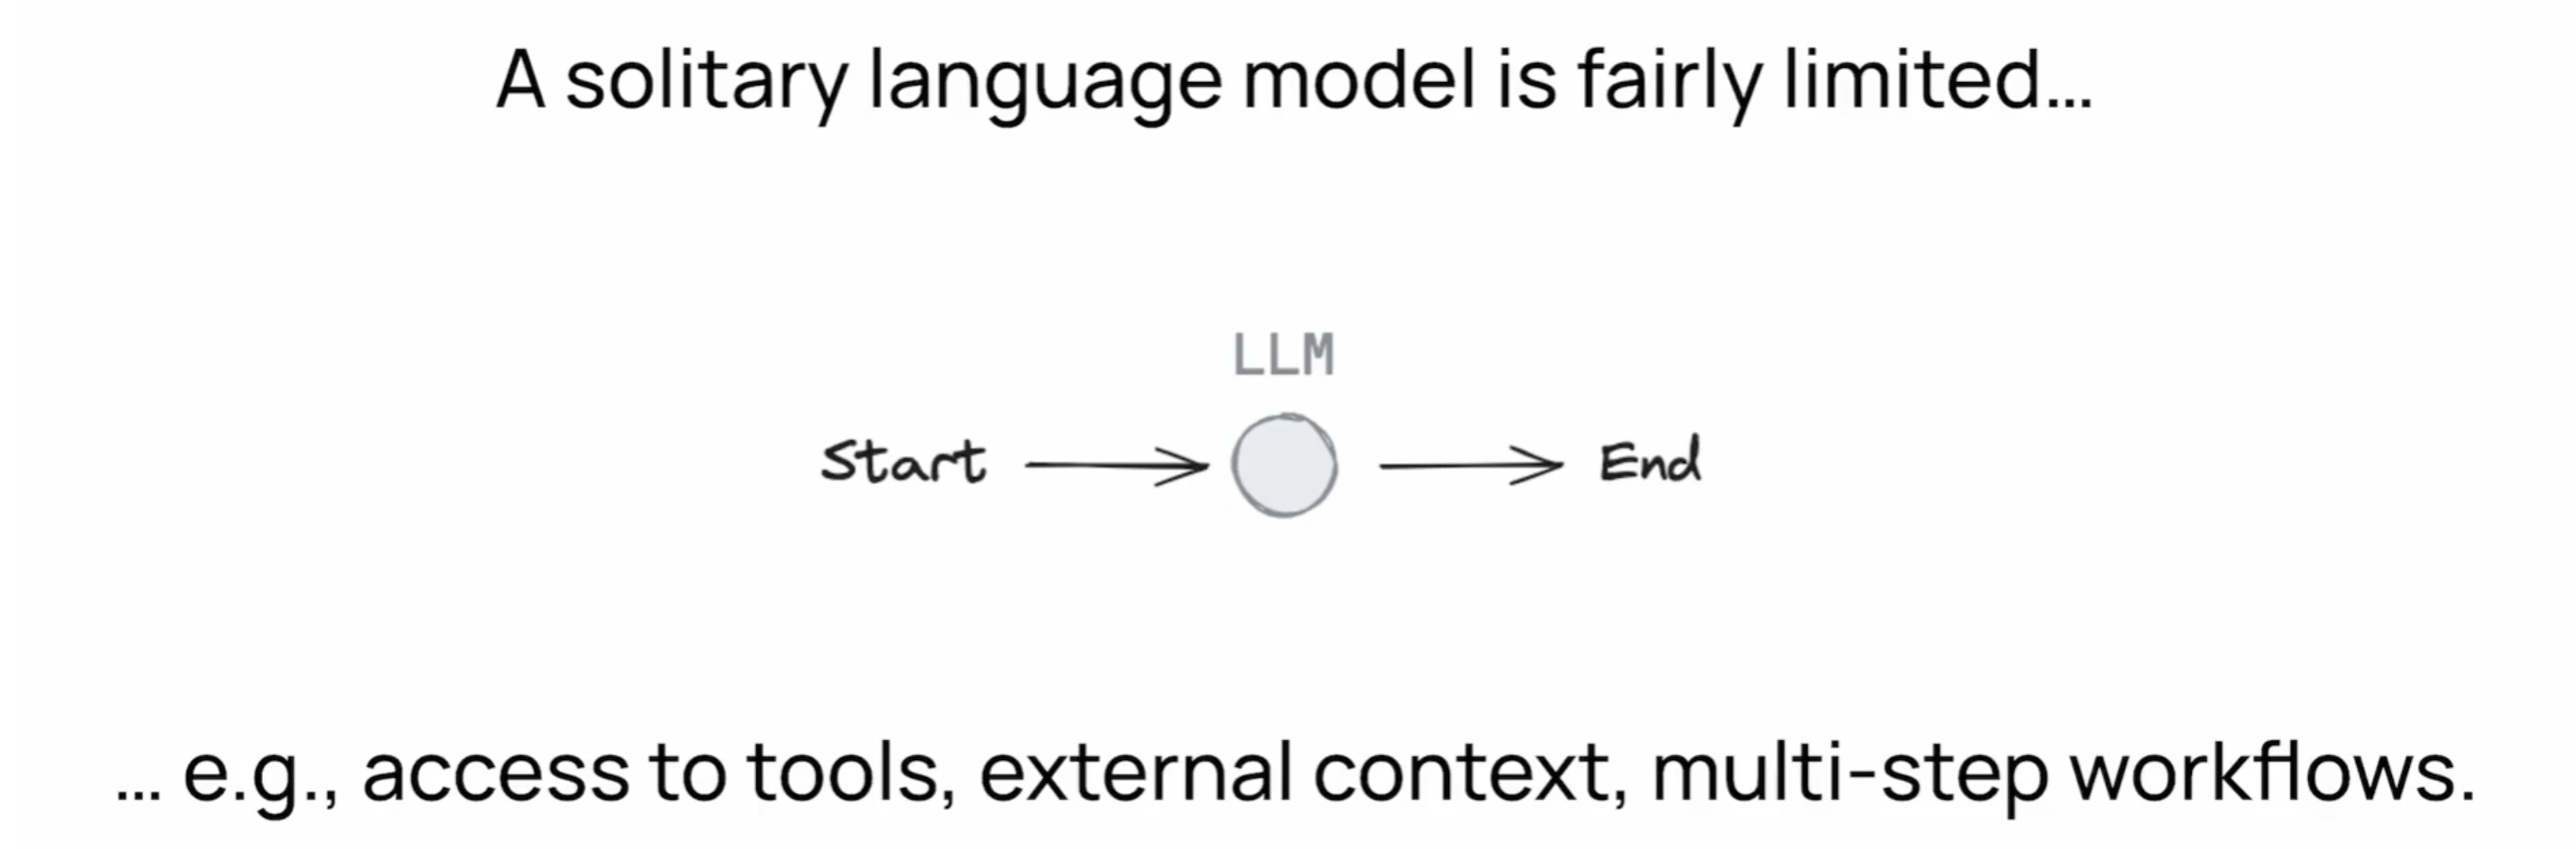 A solitary language model is fairly limited...
LLM
Start
End
... e.g., access to tools, external context, multi-step workflows.